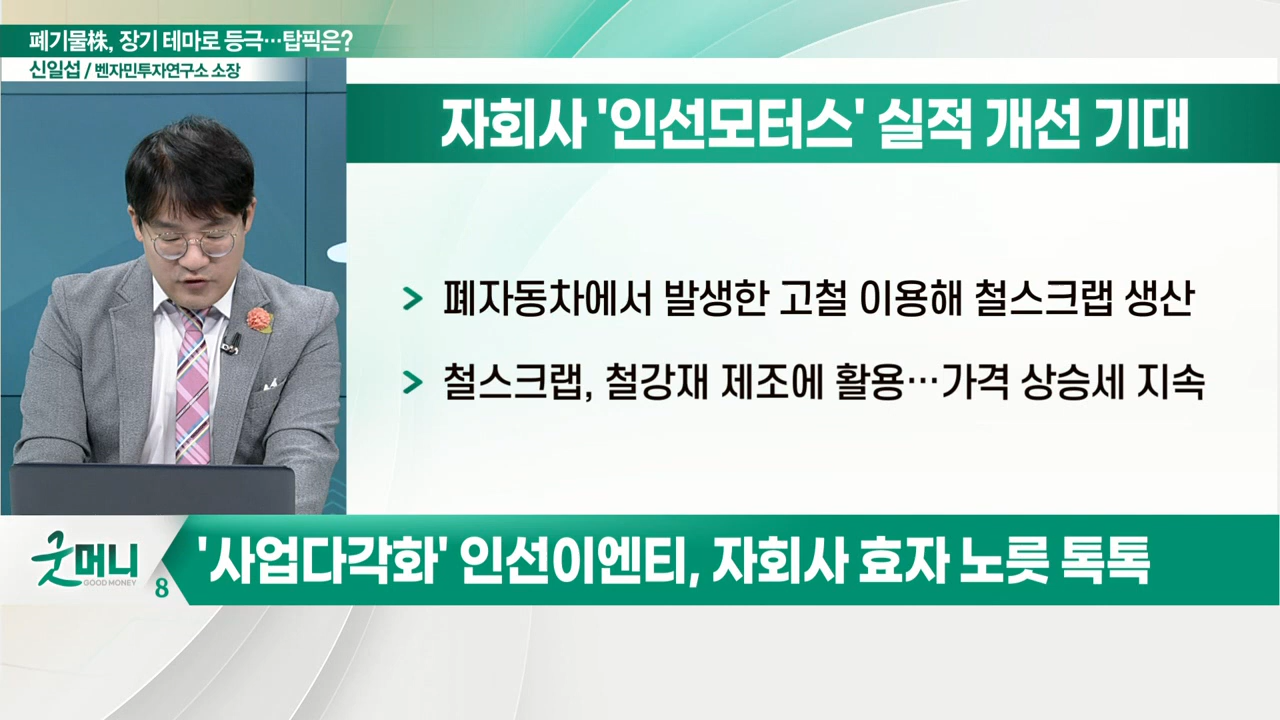 폐기물株, 장기 테마로 등극…탑픽은?
신일섭 / 벤자민투자연구소 소장
자회사 '인선모터스' 실적 개선 기대
> 폐자동차에서 발생한 고철 이용해 철스크랩 생산
> 철스크랩, 철강재 제조에 활용…가격 상승세 지속
굿머니
GOOD MONEY
8
'사업다각화' 인선이엔티, 자회사 효자 노릇 톡톡